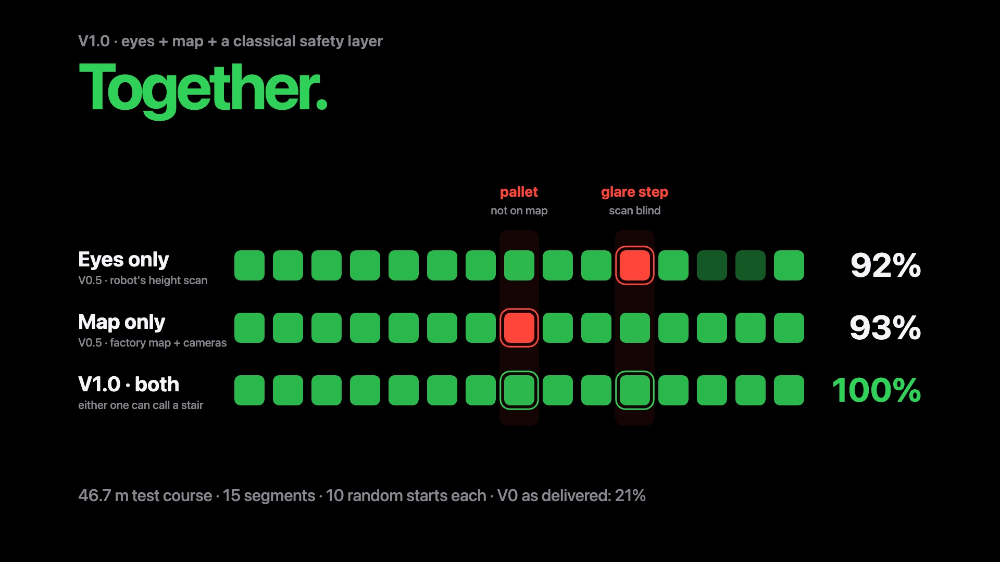 V1.0 · eyes + map + a classical safety layer
Together.
pallet
not on map
glare step
scan blind
Eyes only
V0.5 · robot's height scan
92%
Map only
V0.5 · factory map + cameras
93%
V1.0 · both
either one can call a stair
100%
46.7 m test course · 15 segments · 10 random starts each · V0 as delivered: 21%